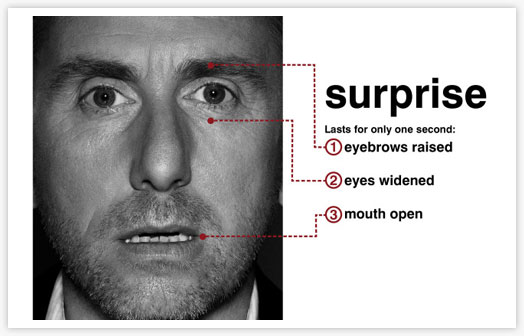 surprise
Lasts for only one second:
1 eyebrows raised
2 eyes widened
3 mouth open